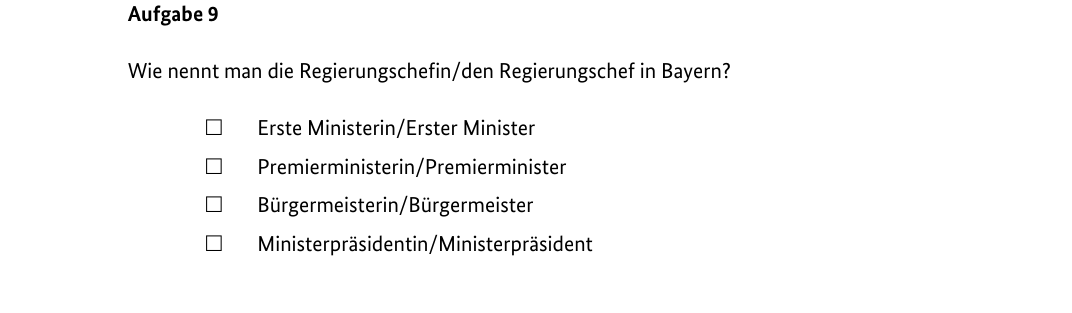 Aufgabe 9
Wie nennt man die Regierungschefin/den Regierungschef in Bayern?
☐ Erste Ministerin/Erster Minister
☐ Premierministerin/Premierminister
☐ Bürgermeisterin/Bürgermeister
☐ Ministerpräsidentin/Ministerpräsident